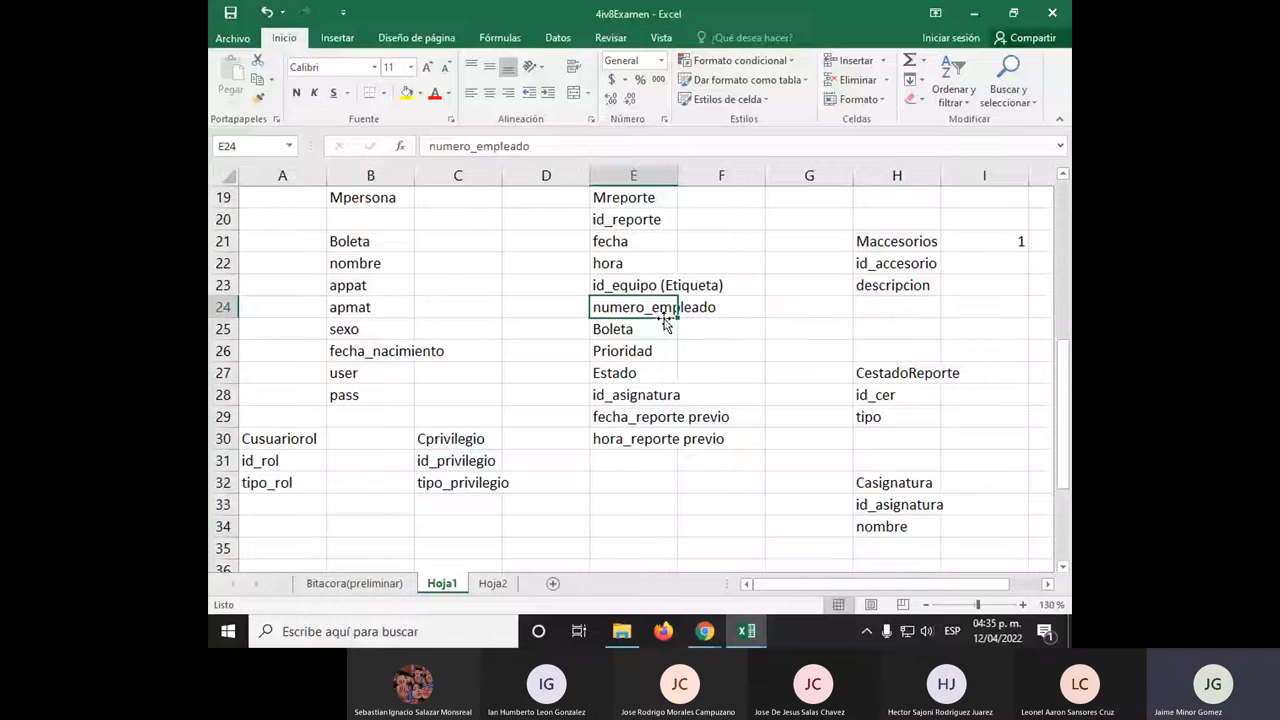 4iv8Examen - Excel
Archivo Inicio Insertar Diseño de página Fórmulas Datos Revisar Vista ¿Qué desea hacer? Iniciar sesión Compartir
Pegar
Calibri 11
N K S
General
$ % 000
Formato condicional
Dar formato como tabla
Estilos de celda
Insertar
Eliminar
Formato
Ordenar y filtrar
Buscar y seleccionar
Portapapeles Fuente Alineación Número Estilos Celdas Modificar
E24 fx numero_empleado
A B C D E F G H I
19 Mpersona Mreporte
20 id_reporte
21 Boleta fecha Maccesorios 1
22 nombre hora id_accesorio
23 appat id_equipo (Etiqueta) descripcion
24 apmat numero_empleado
25 sexo Boleta
26 fecha_nacimiento Prioridad
27 user Estado CestadoReporte
28 pass id_asignatura id_cer
29 fecha_reporte previo tipo
30 Cusuariorol Cprivilegio hora_reporte previo
31 id_rol id_privilegio
32 tipo_rol tipo_privilegio Casignatura
33 id_asignatura
34 nombre
35
36
Bitacora(preliminar) Hoja1 Hoja2
Listo 130 %
Escribe aquí para buscar ESP 04:35 p. m.
12/04/2022
1
IG JC JC HJ LC JG
Sebastian Ignacio Salazar Monsreal Ian Humberto Leon Gonzalez Jose Rodrigo Morales Campuzano Jose De Jesus Salas Chavez Hector Sajoni Rodriguez Juarez Leonel Aaron Sansores Cruz Jaime Minor Gomez